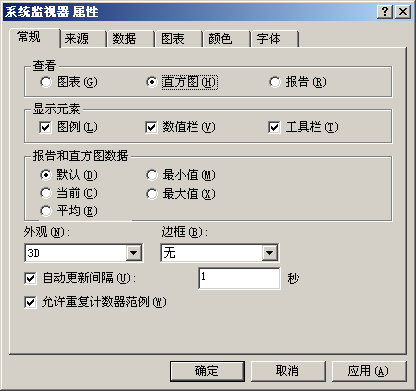 系统监视器 属性
常规 来源 数据 图表 颜色 字体
查看
图表(G) 直方图(H) 报告(R)
显示元素
图例(L) 数值栏(V) 工具栏(T)
报告和直方图数据
默认(D) 最小值(M)
当前(C) 最大值(X)
平均(E)
外观(N): 边框(B):
3D 无
自动更新间隔(U): 1 秒
允许重复计数器范例(W)
确定 取消 应用(A)